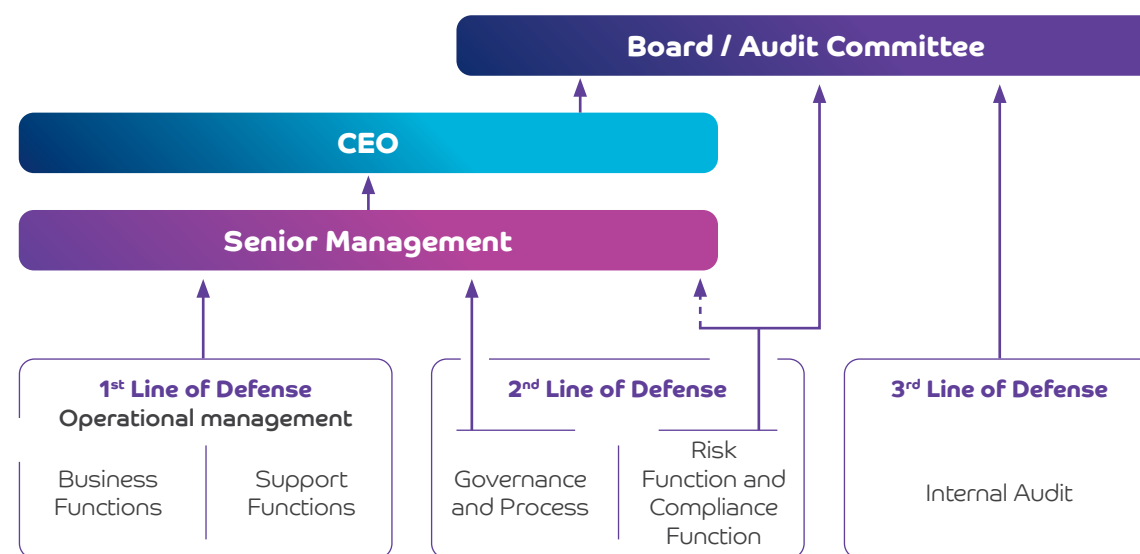 Board / Audit Committee
CEO
Senior Management
1st Line of Defense
Operational management
Business
Functions
Support
Functions
2nd Line of Defense
Governance
and Process
Risk
Function and
Compliance
Function
3rd Line of Defense
Internal Audit